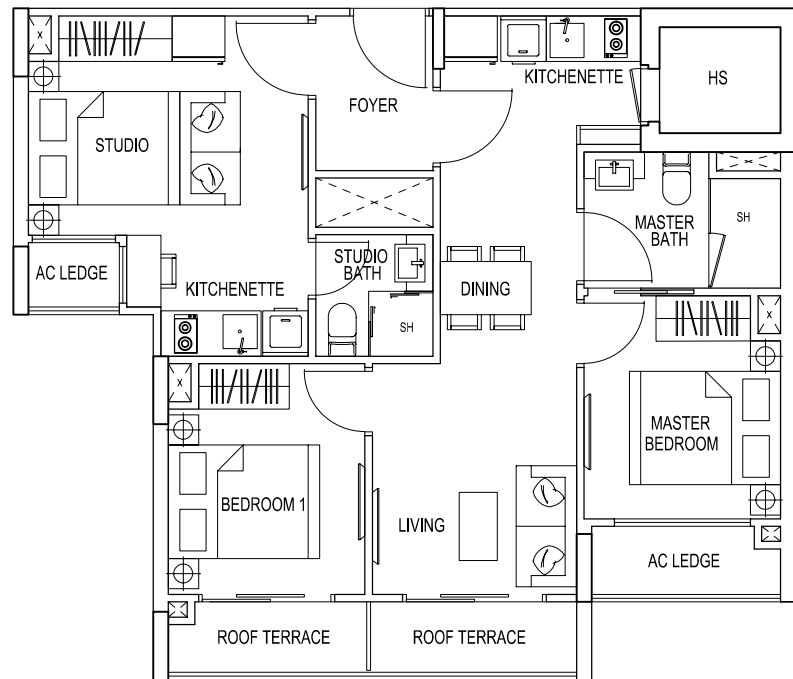 X
KITCHENETTE
HS
FOYER
STUDIO
STUDIO
BATH
MASTER
BATH
SH
AC LEDGE
KITCHENETTE
DINING
SH
X
X
MASTER
BEDROOM
BEDROOM 1
LIVING
AC LEDGE
ROOF TERRACE
ROOF TERRACE